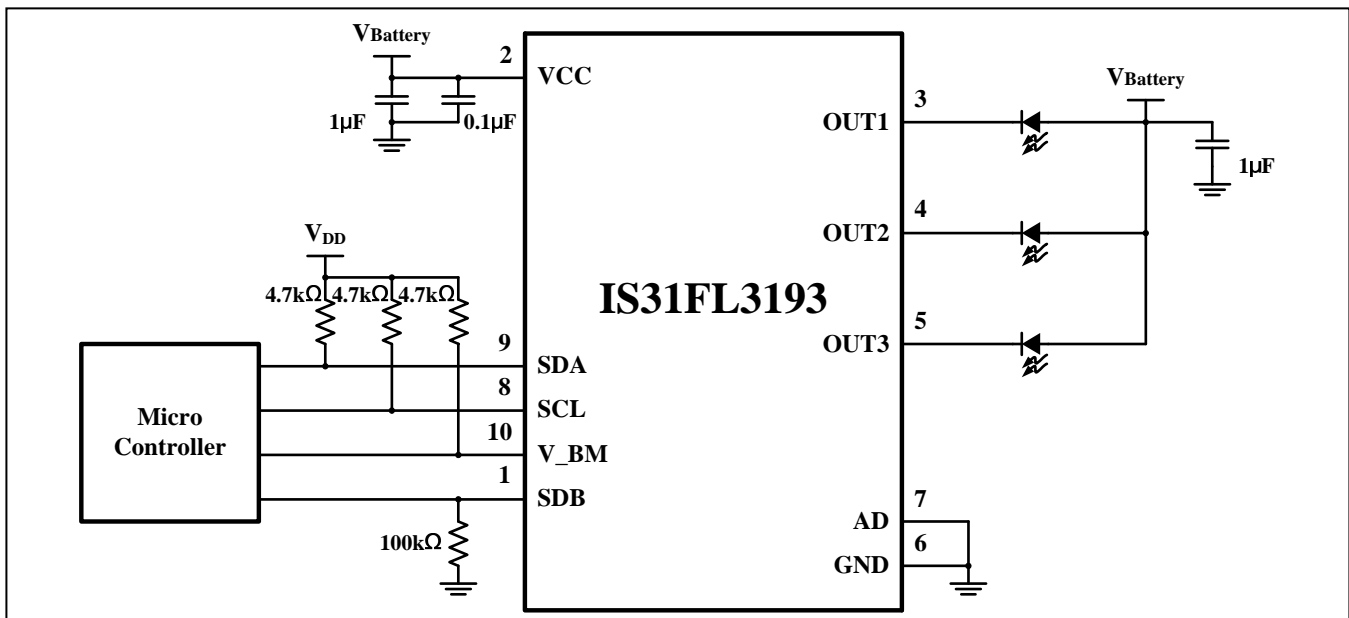 VBattery
2
VCC
1µF
0.1µF
VBattery
3
OUT1
1µF
4
OUT2
VDD
4.7kΩ 4.7kΩ 4.7kΩ
IS31FL3193
5
OUT3
9
SDA
8
SCL
Micro
Controller
10
V_BM
1
SDB
7
AD
100kΩ
6
GND